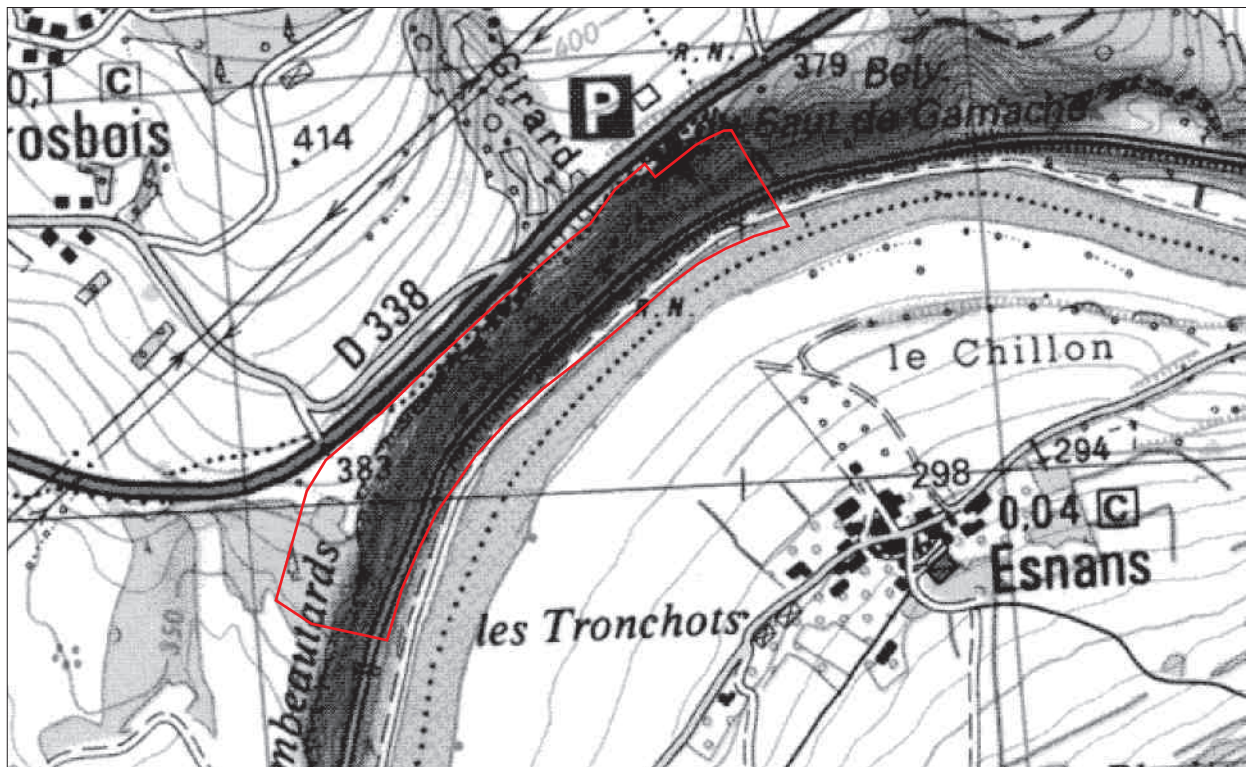 0,1 C
rosbois
414
400
Girard
P
R.N.
379
Bely
Saut de Gamache
D 338
R.N.
383
le Chillon
298
294
0,04 C
Esnans
les Tronchots
mbeautards
350